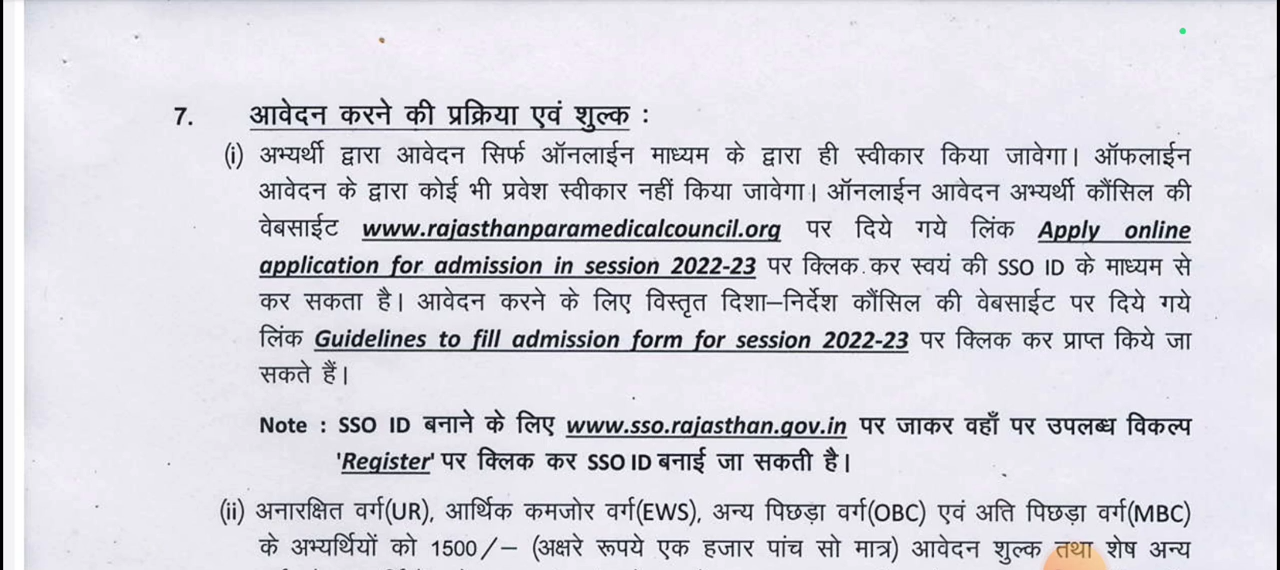 7. आवेदन करने की प्रक्रिया एवं शुल्क :
(i) अभ्यर्थी द्वारा आवेदन सिर्फ ऑनलाईन माध्यम के द्वारा ही स्वीकार किया जावेगा। ऑफलाईन
आवेदन के द्वारा कोई भी प्रवेश स्वीकार नहीं किया जावेगा। ऑनलाईन आवेदन अभ्यर्थी कौंसिल की
वेबसाईट www.rajasthanparamedicalcouncil.org पर दिये गये लिंक Apply online
application for admission in session 2022-23 पर क्लिक कर स्वयं की SSO ID के माध्यम से
कर सकता है। आवेदन करने के लिए विस्तृत दिशा–निर्देश कौंसिल की वेबसाईट पर दिये गये
लिंक Guidelines to fill admission form for session 2022-23 पर क्लिक कर प्राप्त किये जा
सकते हैं।
Note : SSO ID बनाने के लिए www.sso.rajasthan.gov.in पर जाकर वहाँ पर उपलब्ध विकल्प
'Register' पर क्लिक कर SSO ID बनाई जा सकती है।
(ii) अनारक्षित वर्ग(UR), आर्थिक कमजोर वर्ग(EWS), अन्य पिछड़ा वर्ग(OBC) एवं अति पिछड़ा वर्ग(MBC)
के अभ्यर्थियों को 1500/– (अक्षरे रूपये एक हजार पांच सो मात्र) आवेदन शुल्क तथा शेष अन्य